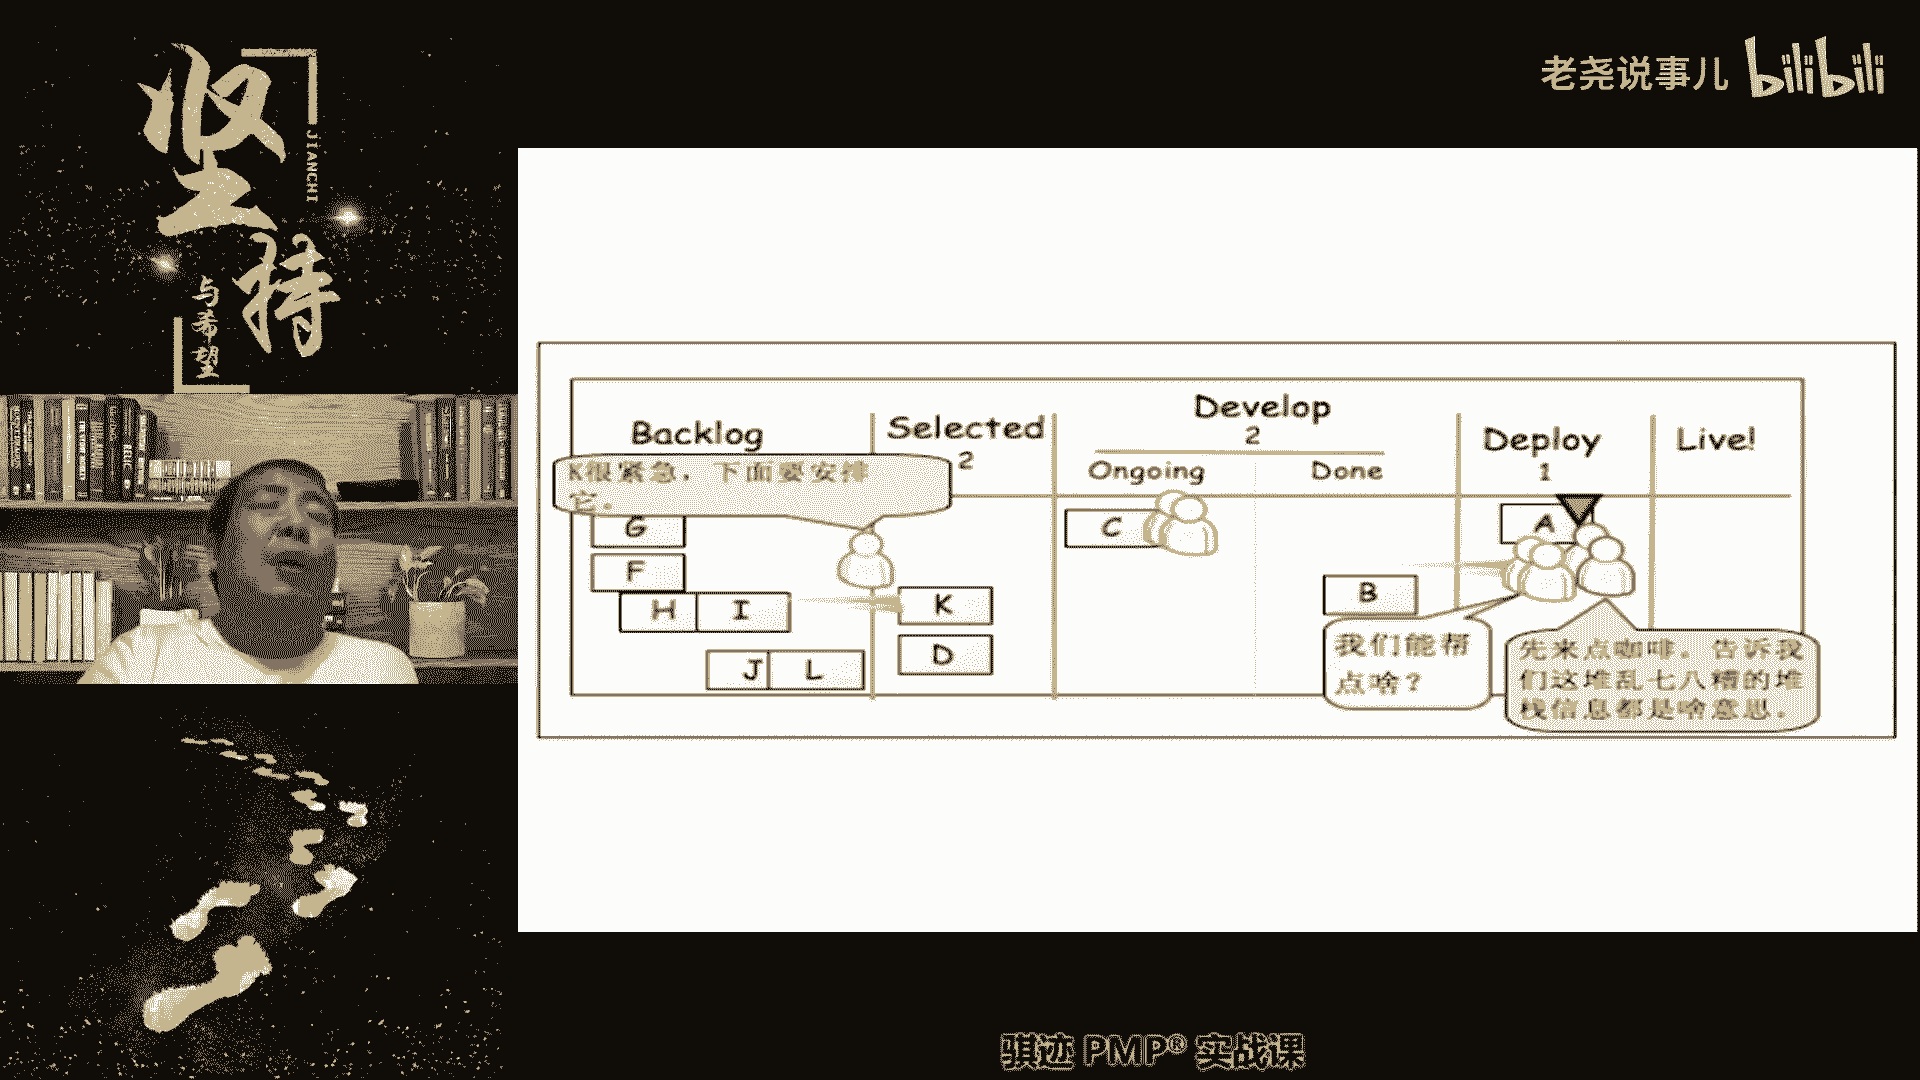 坚持
JIANCHI
与希望
老尧说事儿 bilibili
Backlog
Selected
2
Develop
2
Ongoing
Done
Deploy
1
Live!
K很紧急，下面要安排
它。
G
F
H I
J L
K
D
C
B
A
我们能帮
点啥？
先来点咖啡。告诉我
们这堆乱七八糟的堆
栈信息都是啥意思。
骐迹 PMP® 实战课